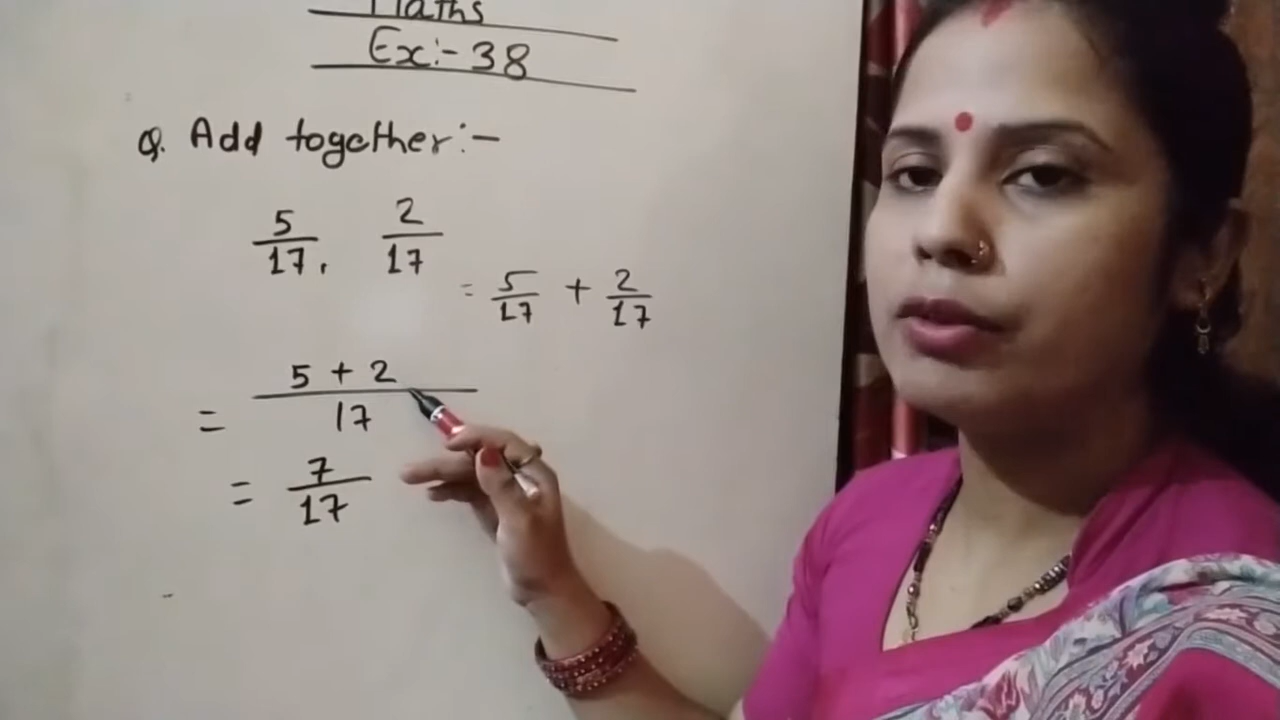 Maths
Ex:- 38
Q. Add together:-
5/17, 2/17
= 5/17 + 2/17
= 5 + 2/17
= 7/17